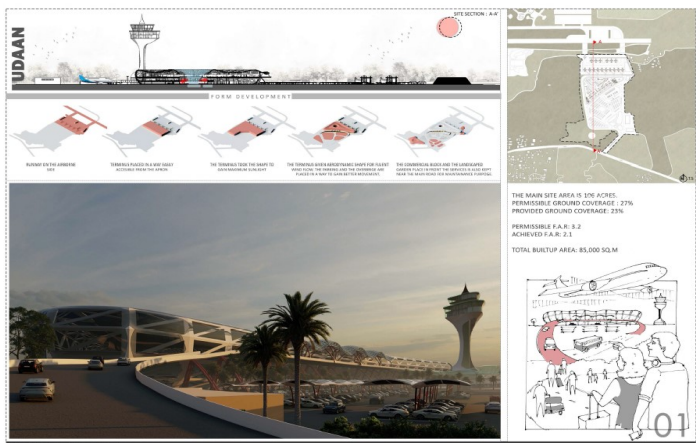 UDAAN
SITE SECTION : A-A'
FORM DEVELOPMENT
RUNWAY ON THE AIRSIDE
SIDE
TERMINUS PLACED IN A WAY EASILY
ACCESSIBLE FROM THE APRON.
THE TERMINUS TOOK THE SHAPE TO
GAIN MAXIMUM SUNLIGHT
THE TERMINUS GIVEN AERODYNAMIC SHAPE FOR FLUENT
WIND FLOW. THE PARKING AND THE OVERBRIDGE ARE
PLACED IN A WAY TO GAIN BETTER MOVEMENT.
THE COMMERCIAL BLOCK AND THE LANDSCAPED
GARDEN PLACE IN FRONT. THE SERVICES IS ALSO KEPT
NEAR THE MAIN ROAD FOR MAINTENANCE PURPOSE.
THE MAIN SITE AREA IS 106 ACRES.
PERMISSIBLE GROUND COVERAGE : 27%
PROVIDED GROUND COVERAGE: 23%
PERMISSIBLE F.A.R: 3.2
ACHIEVED F.A.R: 2.1
TOTAL BUILTUP AREA: 85,000 SQ.M
01